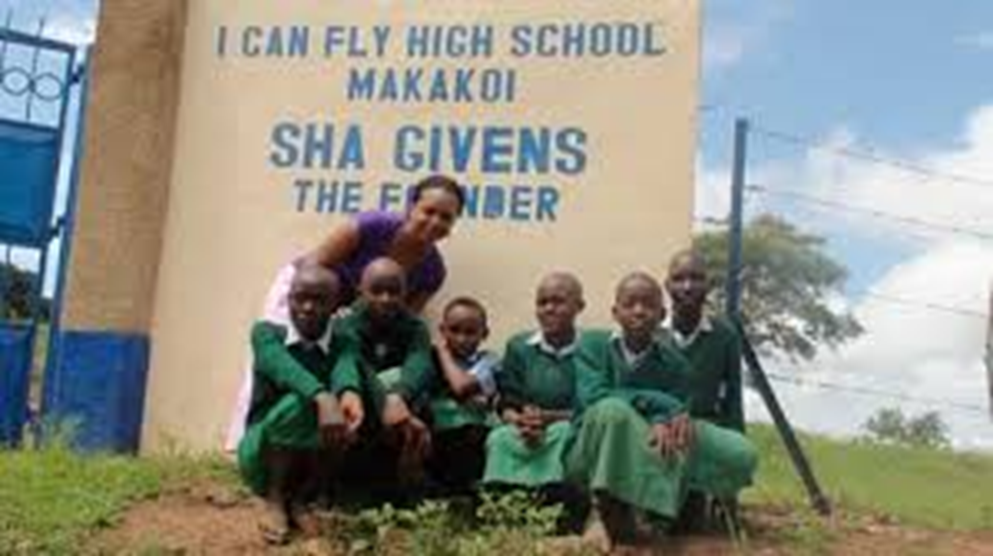 I CAN FLY HIGH SCHOOL
MAKAKOI
SHA GIVENS
THE FOUNDER